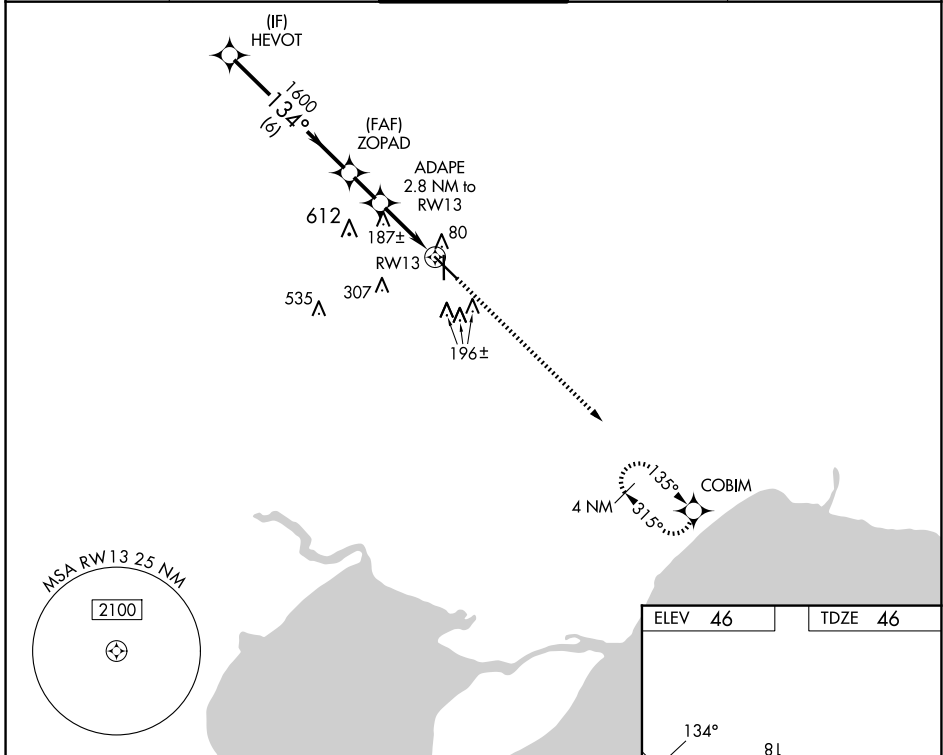 (IF)
HEVOT
1600
134°
(6)
(FAF)
ZOPAD
ADAPE
2.8 NM to
RW13
612
187±
80
RW13
535
307
196±
135°
COBIM
4 NM
315°
MSA RW13 25 NM
2100
ELEV 46
TDZE 46
134°
81